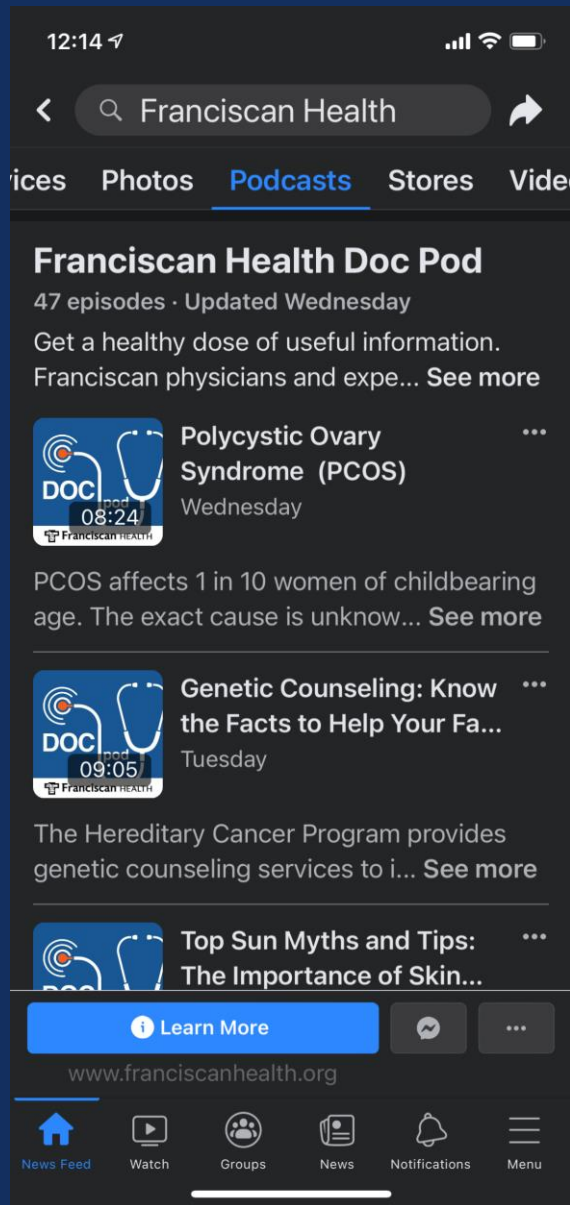 12:14
Franciscan Health
ices Photos Podcasts Stores Vide
Franciscan Health Doc Pod
47 episodes · Updated Wednesday
Get a healthy dose of useful information.
Franciscan physicians and expe... See more
Polycystic Ovary
Syndrome (PCOS)
Wednesday
DOC
pod
08:24
Franciscan HEALTH
PCOS affects 1 in 10 women of childbearing
age. The exact cause is unknow... See more
Genetic Counseling: Know
the Facts to Help Your Fa...
Tuesday
DOC
pod
09:05
Franciscan HEALTH
The Hereditary Cancer Program provides
genetic counseling services to i... See more
Top Sun Myths and Tips:
The Importance of Skin...
DOC
Learn More
www.franciscanhealth.org
News Feed Watch Groups News Notifications Menu